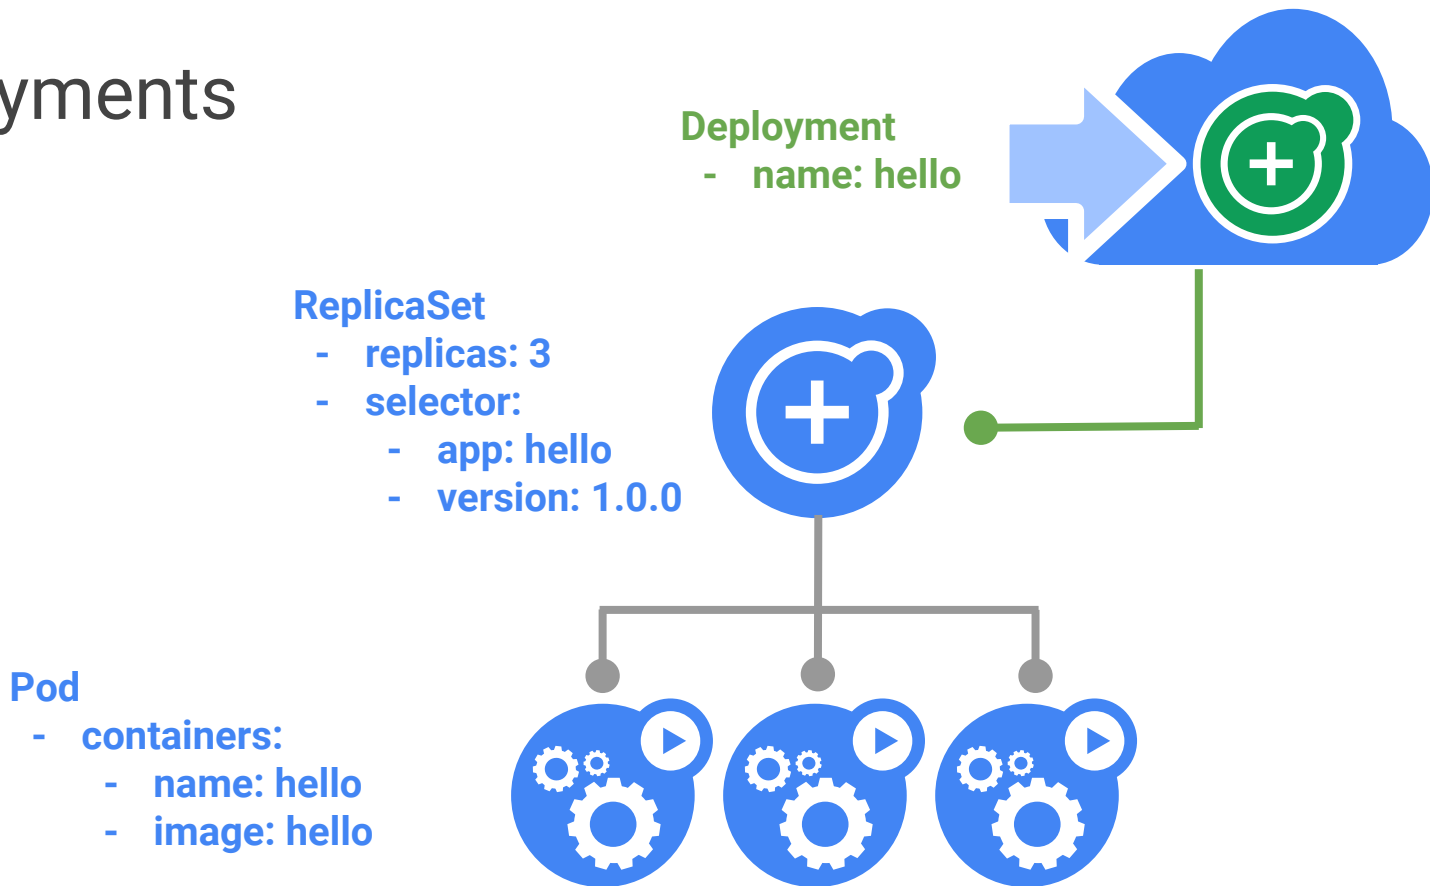 yments
Deployment
- name: hello
ReplicaSet
- replicas: 3
- selector:
- app: hello
- version: 1.0.0
Pod
- containers:
- name: hello
- image: hello